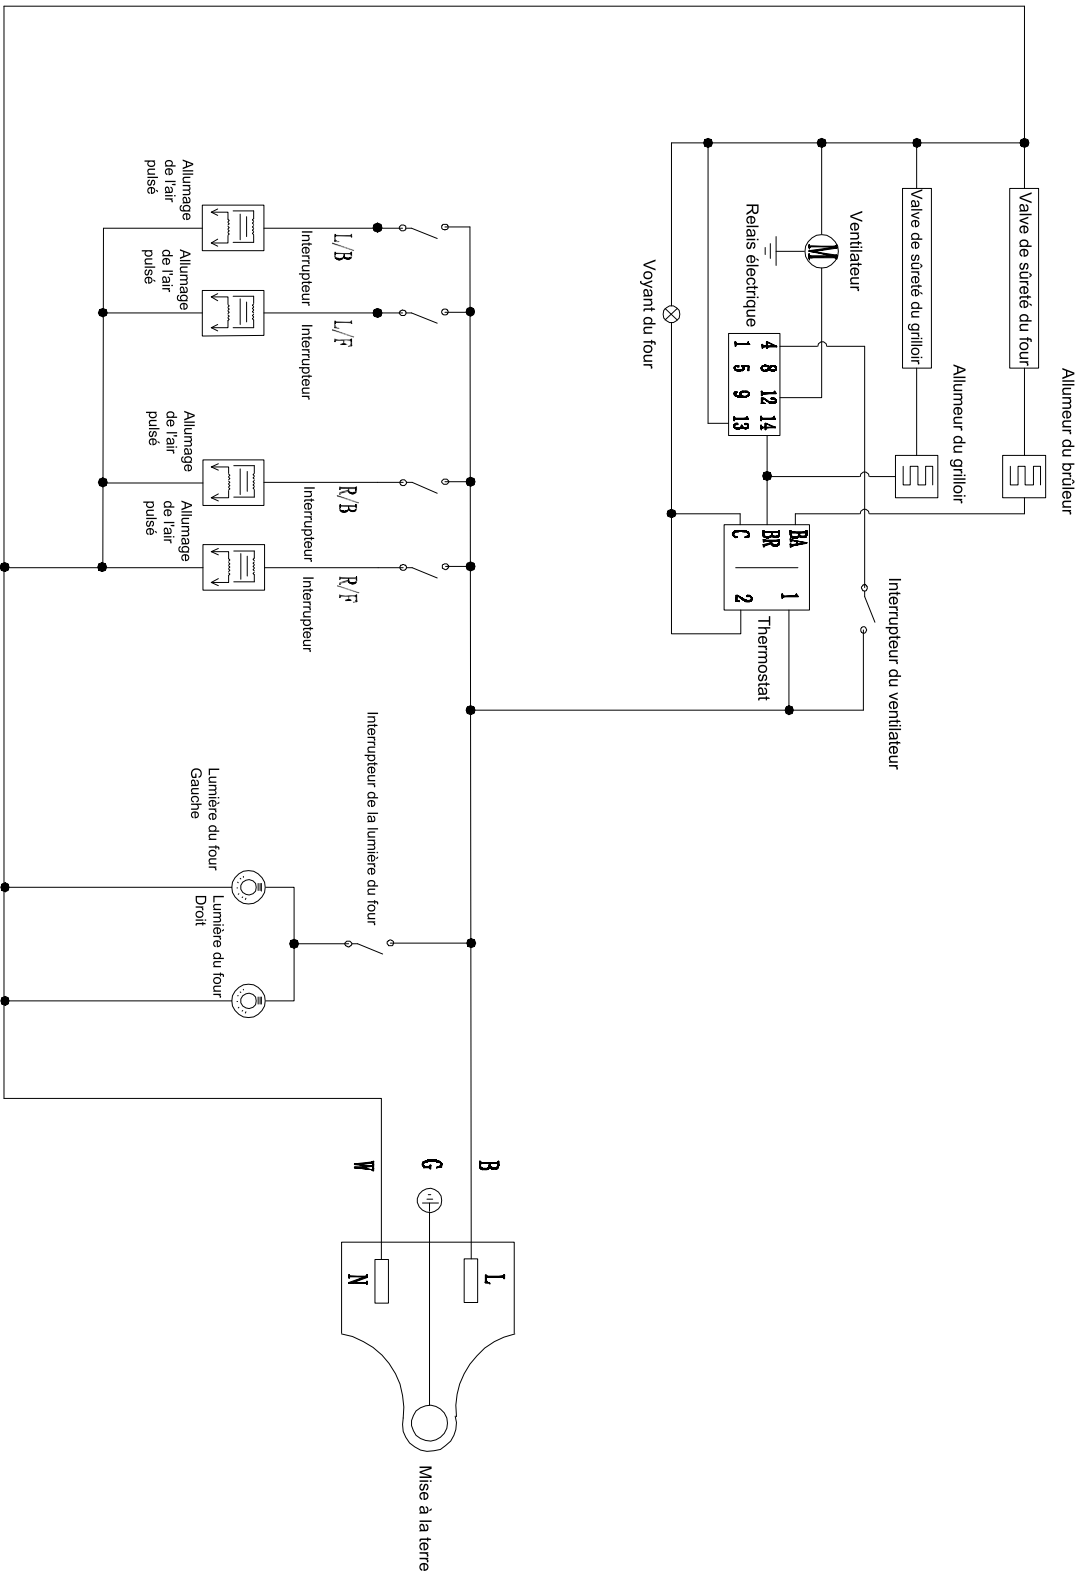 Allumeur du brûleur
Valve de sûreté du four
Allumeur du grilloir
Valve de sûreté du grilloir
Interrupteur du ventilateur
Ventilateur
M
Relais électrique
4 8 12 14
1 5 9 13
BA
BR
C
1
2
Thermostat
Voyant du four
L/B
Interrupteur
L/F
Interrupteur
R/B
Interrupteur
R/F
Interrupteur
Allumage
de l'air
pulsé
Allumage
de l'air
pulsé
Allumage
de l'air
pulsé
Allumage
de l'air
pulsé
Interrupteur de la lumière du four
Lumière du four
Gauche
Lumière du four
Droit
B
G
W
L
N
Mise à la terre